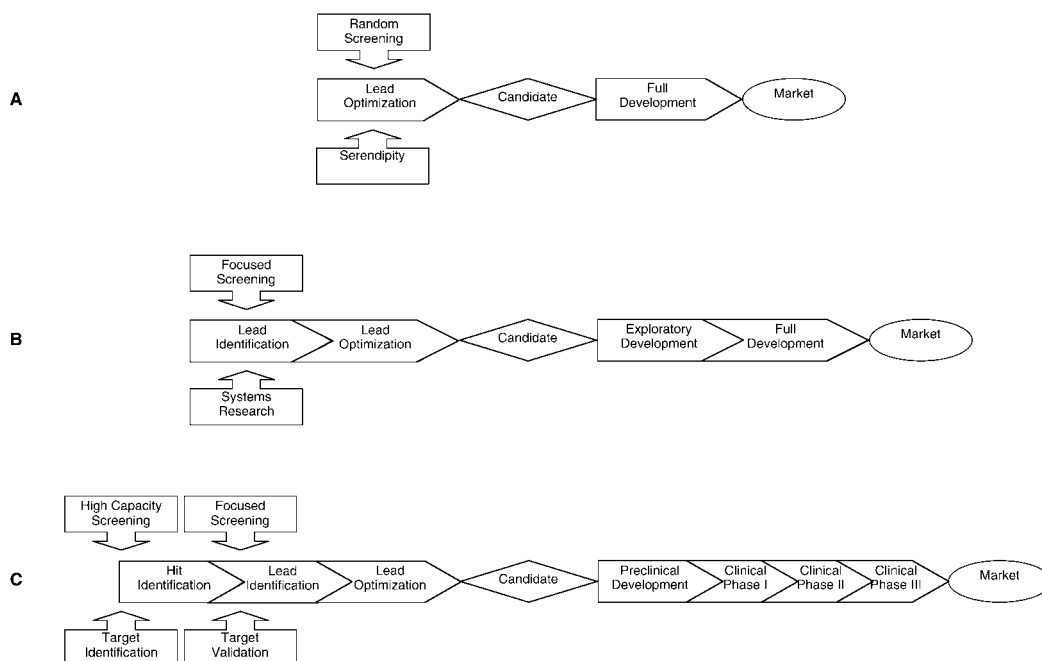 Random
Screening
A
Lead
Optimization
Candidate
Full
Development
Market
Serendipity
Focused
Screening
B
Lead
Identification
Lead
Optimization
Candidate
Exploratory
Development
Full
Development
Market
Systems
Research
High Capacity
Screening
Focused
Screening
C
Hit
Identification
Lead
Identification
Lead
Optimization
Candidate
Preclinical
Development
Clinical
Phase I
Clinical
Phase II
Clinical
Phase III
Market
Target
Identification
Target
Validation